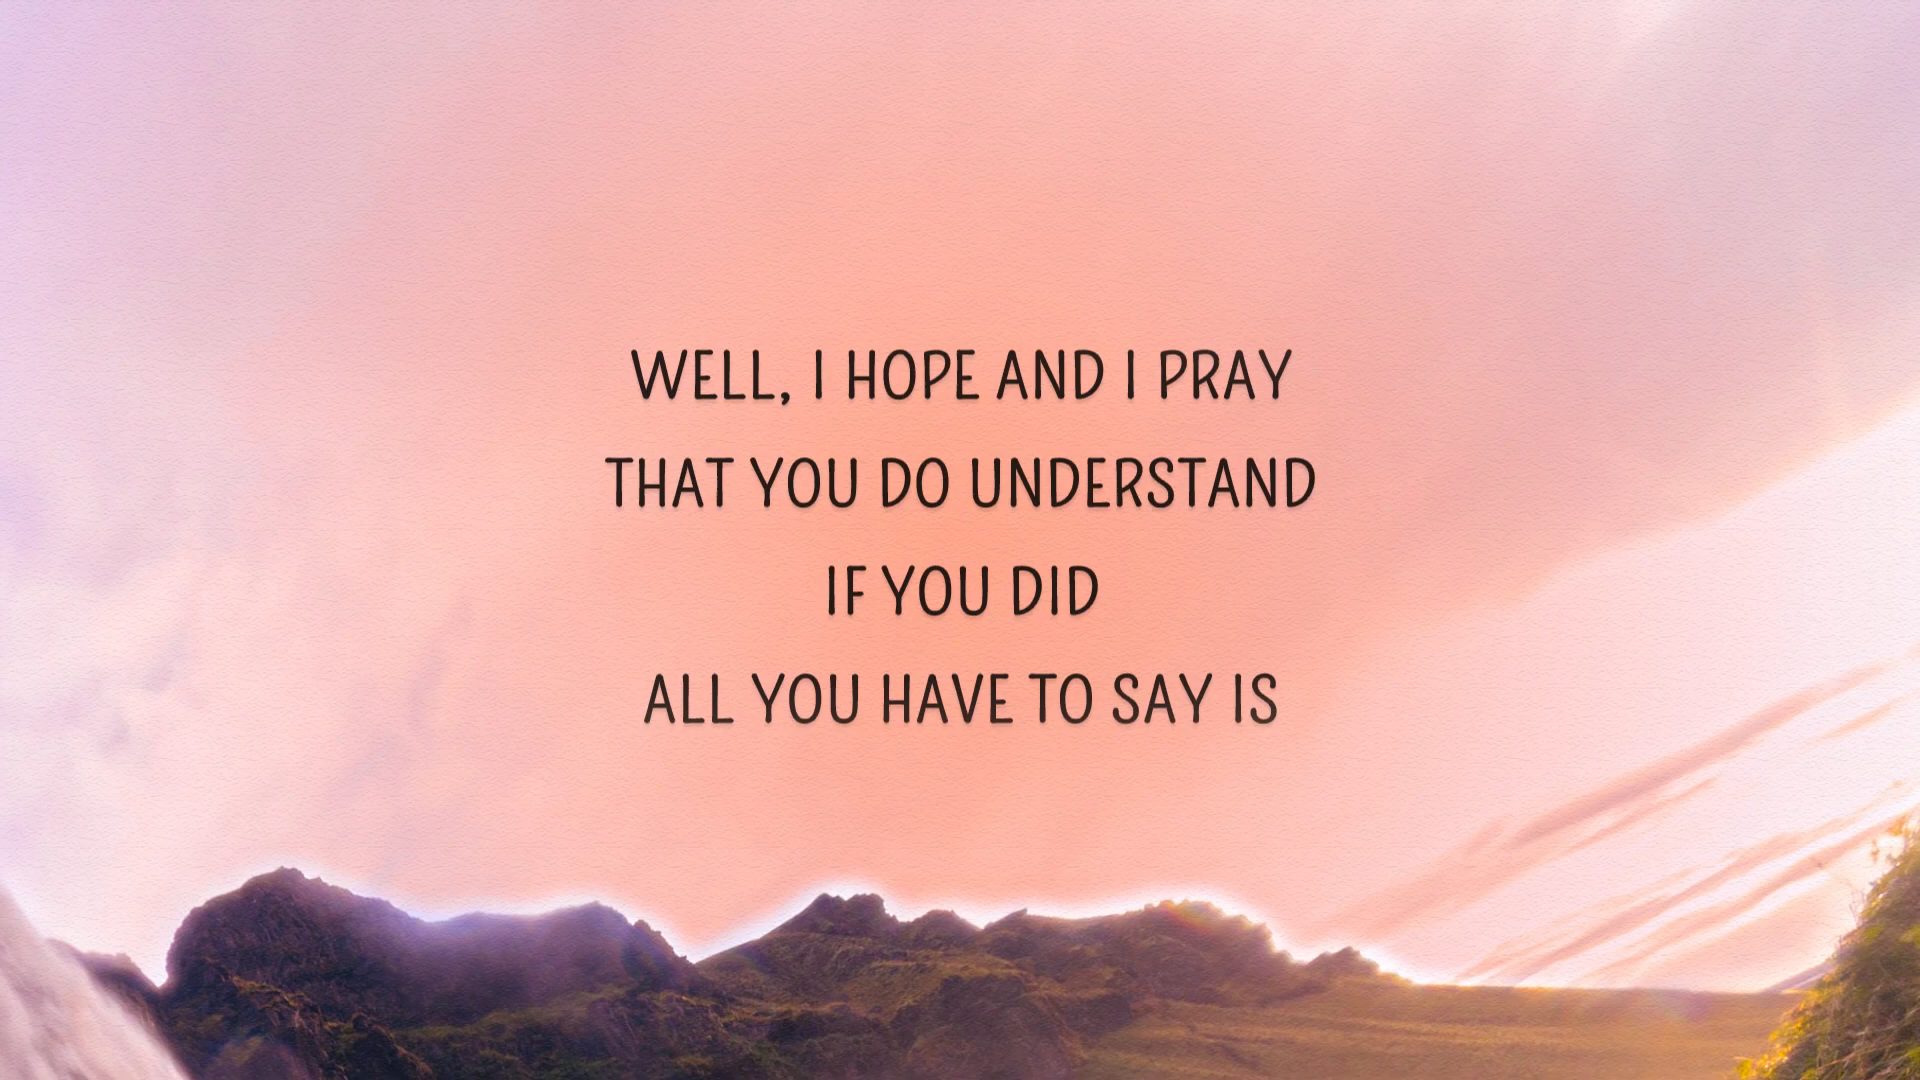 WELL, I HOPE AND I PRAY
THAT YOU DO UNDERSTAND
IF YOU DID
ALL YOU HAVE TO SAY IS